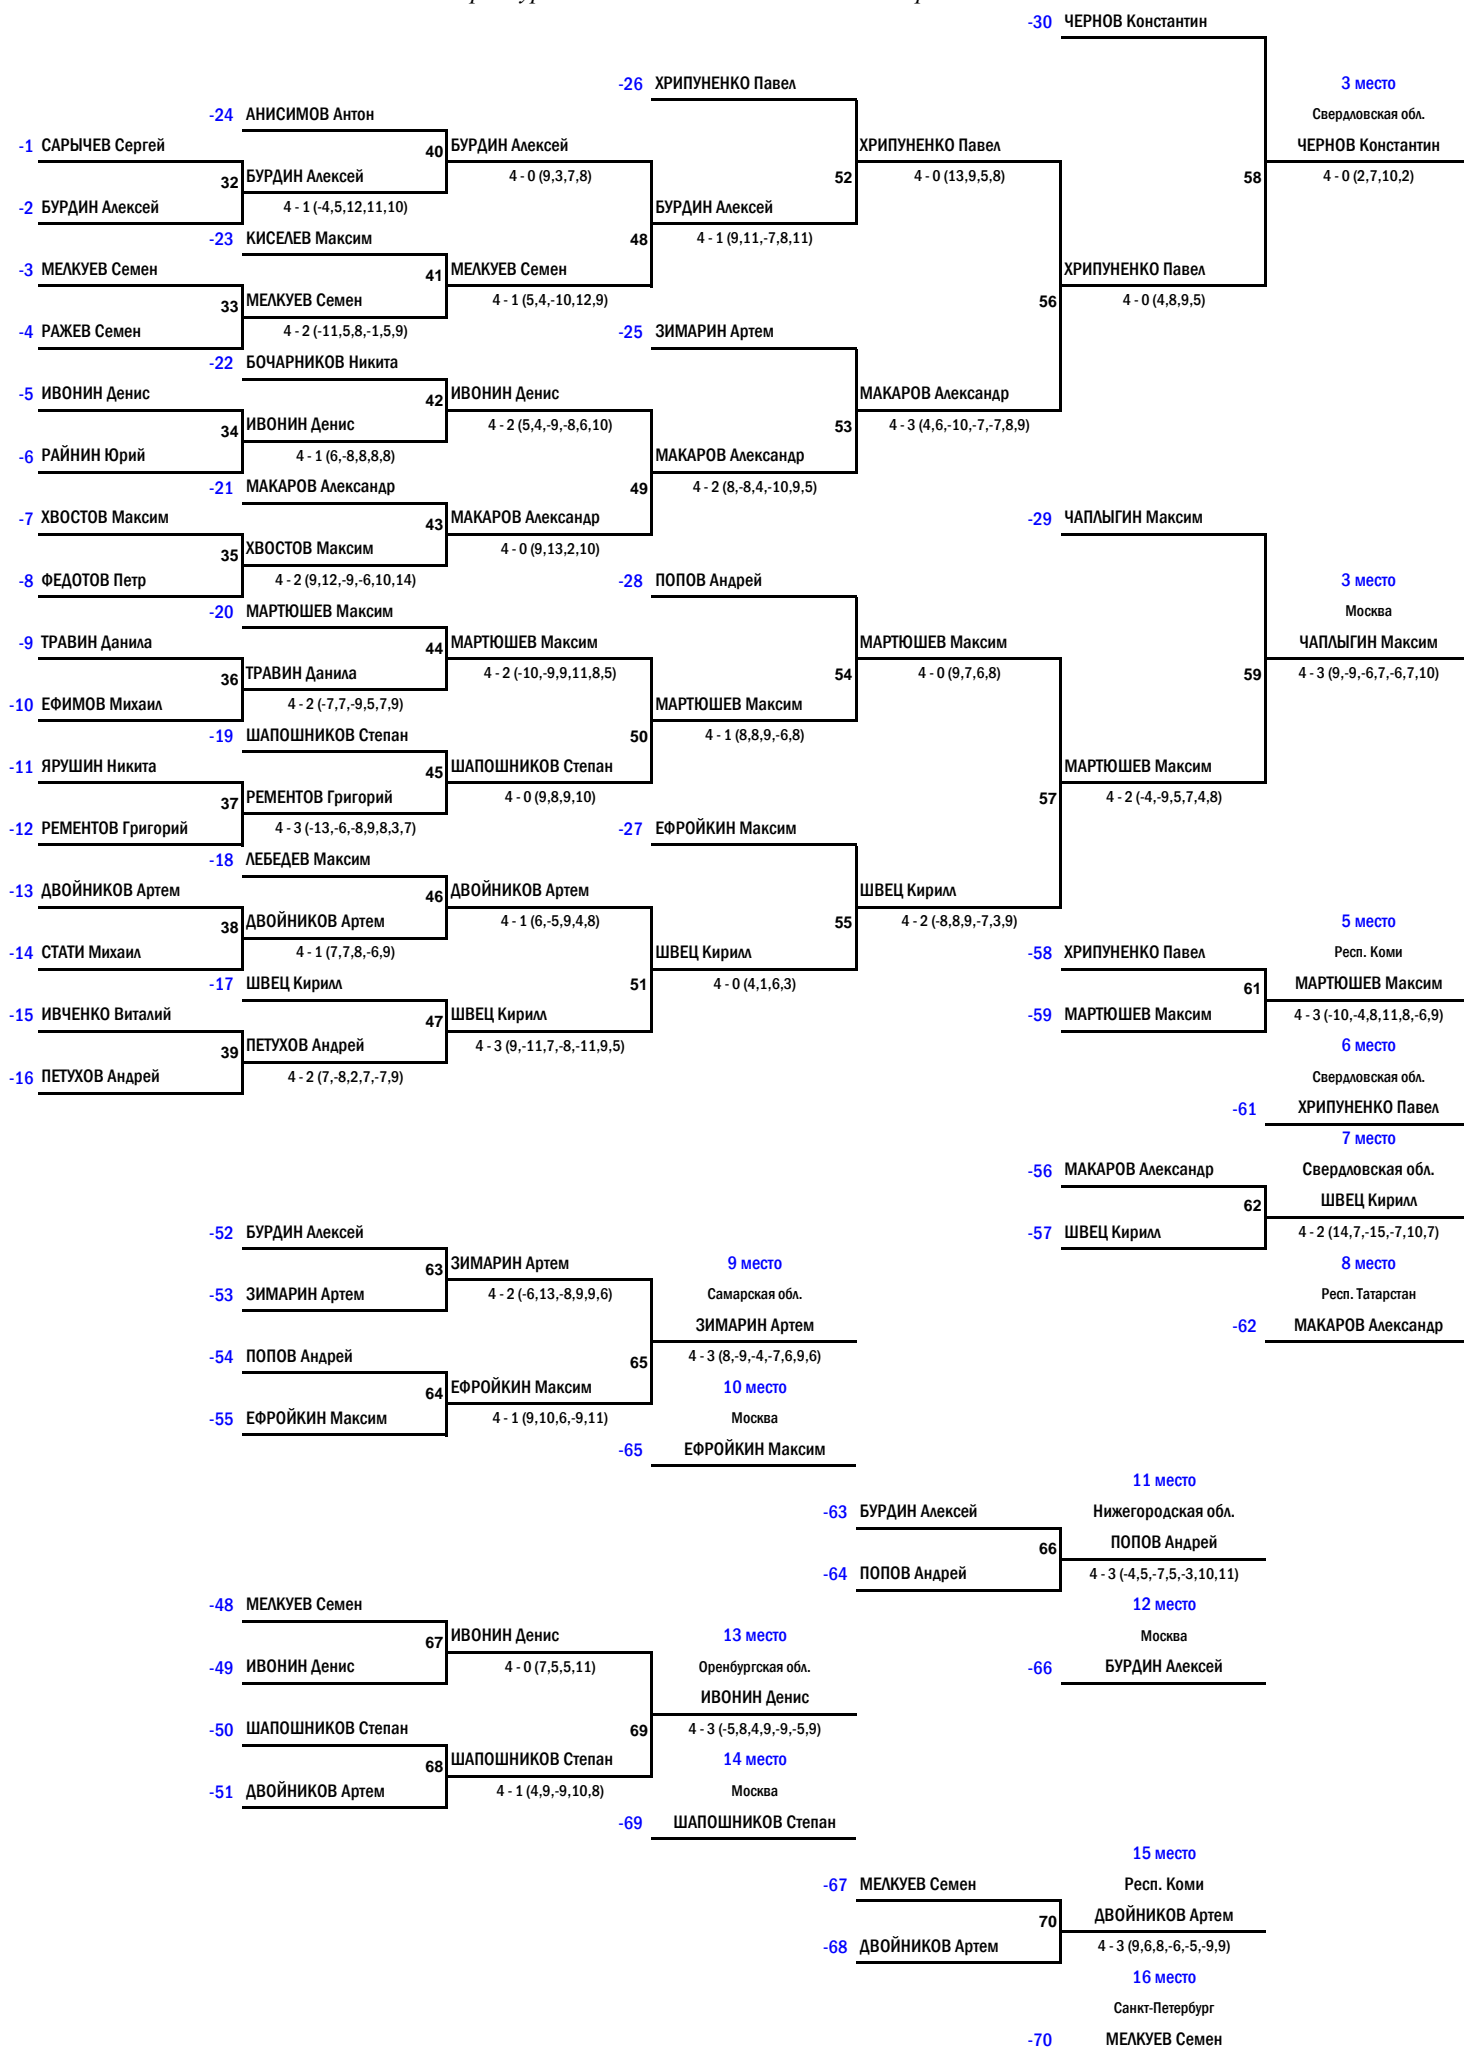 -30 ЧЕРНОВ Константин
-26 ХРИПУНЕНКО Павел
3 место
-24 АНИСИМОВ Антон
Свердловская обл.
-1 САРЫЧЕВ Сергей
40 БУРДИН Алексей
ХРИПУНЕНКО Павел
ЧЕРНОВ Константин
32 БУРДИН Алексей
4 - 0 (9,3,7,8)
52
4 - 0 (13,9,5,8)
58
4 - 0 (2,7,10,2)
-2 БУРДИН Алексей
4 - 1 (-4,5,12,11,10)
БУРДИН Алексей
-23 КИСЕЛЕВ Максим
48
4 - 1 (9,11,-7,8,11)
-3 МЕЛКУЕВ Семен
41 МЕЛКУЕВ Семен
ХРИПУНЕНКО Павел
33 МЕЛКУЕВ Семен
4 - 1 (5,4,-10,12,9)
56
4 - 0 (4,8,9,5)
-4 РАЖЕВ Семен
4 - 2 (-11,5,8,-1,5,9)
-25 ЗИМАРИН Артем
-22 БОЧАРНИКОВ Никита
-5 ИВОНИН Денис
42 ИВОНИН Денис
МАКАРОВ Александр
34 ИВОНИН Денис
4 - 2 (5,4,-9,-8,6,10)
53
4 - 3 (4,6,-10,-7,-7,8,9)
-6 РАЙНИН Юрий
4 - 1 (6,-8,8,8,8)
МАКАРОВ Александр
-21 МАКАРОВ Александр
49
4 - 2 (8,-8,4,-10,9,5)
-7 ХВОСТОВ Максим
43 МАКАРОВ Александр
-29 ЧАПЛЫГИН Максим
35 ХВОСТОВ Максим
4 - 0 (9,13,2,10)
-8 ФЕДОТОВ Петр
4 - 2 (9,12,-9,-6,10,14)
-28 ПОПОВ Андрей
3 место
-20 МАРТЮШЕВ Максим
Москва
-9 ТРАВИН Данила
44 МАРТЮШЕВ Максим
МАРТЮШЕВ Максим
ЧАПЛЫГИН Максим
36 ТРАВИН Данила
4 - 2 (-10,-9,9,11,8,5)
54
4 - 0 (9,7,6,8)
59
4 - 3 (9,-9,-6,7,-6,7,10)
-10 ЕФИМОВ Михаил
4 - 2 (-7,7,-9,5,7,9)
МАРТЮШЕВ Максим
-19 ШАПОШНИКОВ Степан
50
4 - 1 (8,8,9,-6,8)
-11 ЯРУШИН Никита
45 ШАПОШНИКОВ Степан
МАРТЮШЕВ Максим
37 РЕМЕНТОВ Григорий
4 - 0 (9,8,9,10)
57
4 - 2 (-4,-9,5,7,4,8)
-12 РЕМЕНТОВ Григорий
4 - 3 (-13,-6,-8,9,8,3,7)
-27 ЕФРОЙКИН Максим
-18 ЛЕБЕДЕВ Максим
-13 ДВОЙНИКОВ Артем
46 ДВОЙНИКОВ Артем
ШВЕЦ Кирилл
38 ДВОЙНИКОВ Артем
4 - 1 (6,-5,9,4,8)
55
4 - 2 (-8,8,9,-7,3,9)
5 место
-14 СТАТИ Михаил
4 - 1 (7,7,8,-6,9)
ШВЕЦ Кирилл
-58 ХРИПУНЕНКО Павел
Респ. Коми
-17 ШВЕЦ Кирилл
51
4 - 0 (4,1,6,3)
61 МАРТЮШЕВ Максим
-15 ИВЧЕНКО Виталий
47 ШВЕЦ Кирилл
-59 МАРТЮШЕВ Максим
4 - 3 (-10,-4,8,11,8,-6,9)
39 ПЕТУХОВ Андрей
4 - 3 (9,-11,7,-8,-11,9,5)
6 место
-16 ПЕТУХОВ Андрей
4 - 2 (7,-8,2,7,-7,9)
Свердловская обл.
-61 ХРИПУНЕНКО Павел
7 место
-56 МАКАРОВ Александр
Свердловская обл.
62 ШВЕЦ Кирилл
-52 БУРДИН Алексей
-57 ШВЕЦ Кирилл
4 - 2 (14,7,-15,-7,10,7)
63 ЗИМАРИН Артем
9 место
8 место
-53 ЗИМАРИН Артем
4 - 2 (-6,13,-8,9,9,6)
Самарская обл.
Респ. Татарстан
ЗИМАРИН Артем
-62 МАКАРОВ Александр
-54 ПОПОВ Андрей
65
4 - 3 (8,-9,-4,-7,6,9,6)
64 ЕФРОЙКИН Максим
10 место
-55 ЕФРОЙКИН Максим
4 - 1 (9,10,6,-9,11)
Москва
-65 ЕФРОЙКИН Максим
11 место
-63 БУРДИН Алексей
Нижегородская обл.
66 ПОПОВ Андрей
-64 ПОПОВ Андрей
4 - 3 (-4,5,-7,5,-3,10,11)
-48 МЕЛКУЕВ Семен
12 место
67 ИВОНИН Денис
13 место
Москва
-49 ИВОНИН Денис
4 - 0 (7,5,5,11)
Оренбургская обл.
-66 БУРДИН Алексей
ИВОНИН Денис
-50 ШАПОШНИКОВ Степан
69
4 - 3 (-5,8,4,9,-9,-5,9)
68 ШАПОШНИКОВ Степан
14 место
-51 ДВОЙНИКОВ Артем
4 - 1 (4,9,-9,10,8)
Москва
-69 ШАПОШНИКОВ Степан
15 место
-67 МЕЛКУЕВ Семен
Респ. Коми
70 ДВОЙНИКОВ Артем
-68 ДВОЙНИКОВ Артем
4 - 3 (9,6,8,-6,-5,-9,9)
16 место
Санкт-Петербург
-70 МЕЛКУЕВ Семен